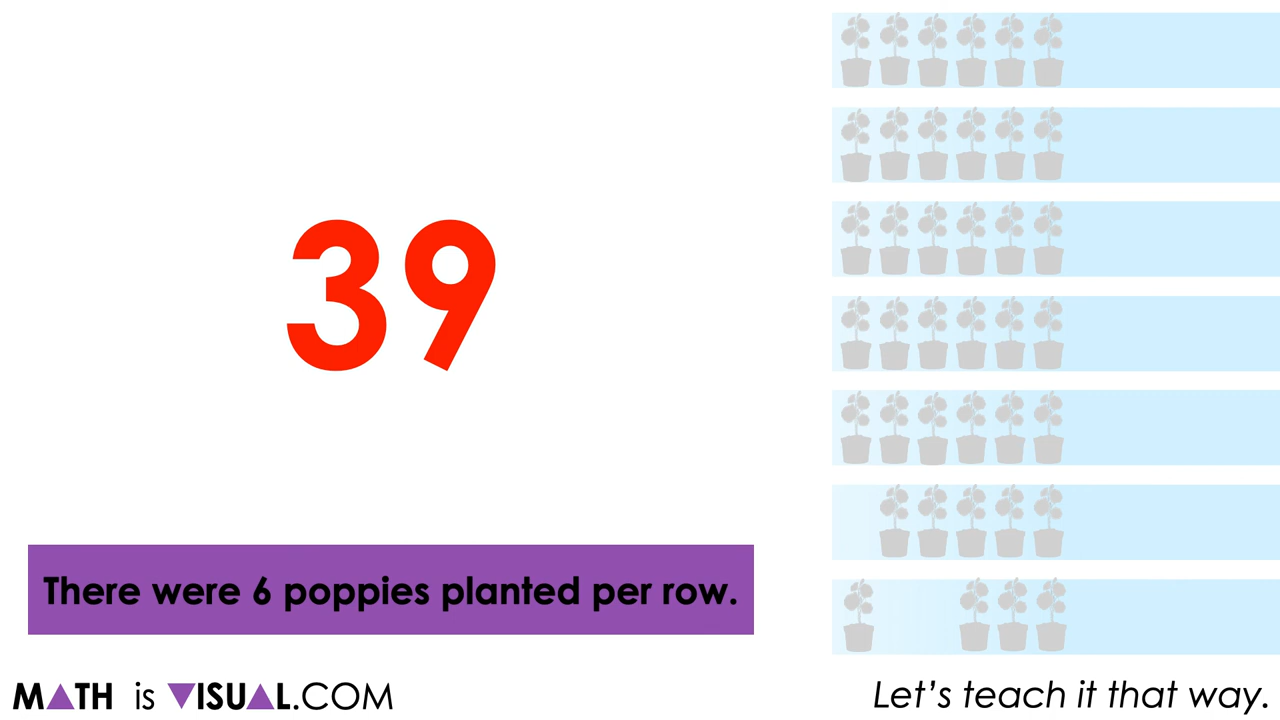 39
There were 6 poppies planted per row.
MATH is VISUAL.COM
Let's teach it that way.